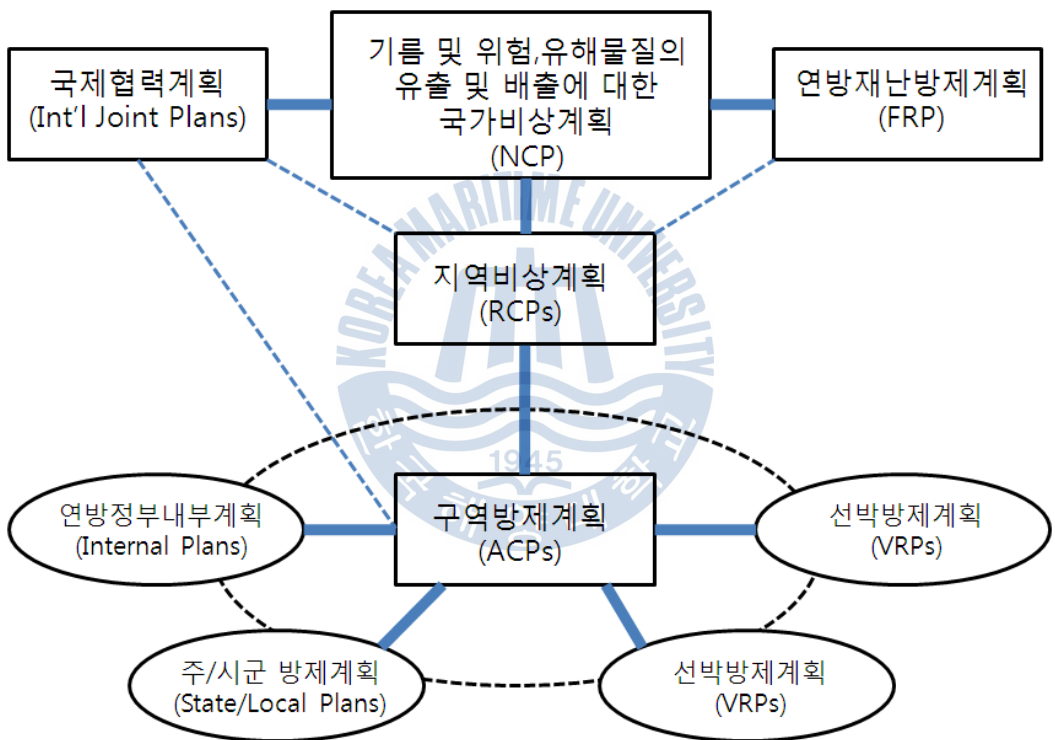 국제협력계획
(Int'l Joint Plans)
기름 및 위험,유해물질의
유출 및 배출에 대한
국가비상계획
(NCP)
연방재난방제계획
(FRP)
KOREA MARITIME UNIVERSITY
지역비상계획
(RCPs)
1945
연방정부내부계획
(Internal Plans)
구역방제계획
(ACPs)
선박방제계획
(VRPs)
주/시군 방제계획
(State/Local Plans)
선박방제계획
(VRPs)